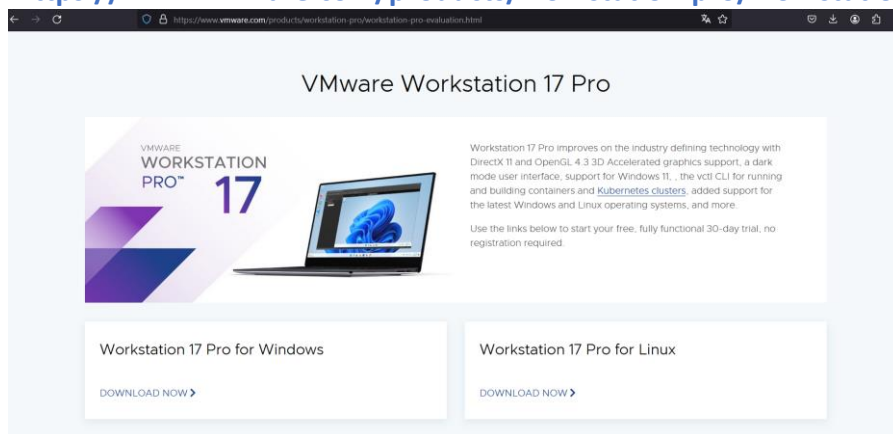 https://www.vmware.com/products/workstation-pro/workstation-pro-evaluation.html
VMware Workstation 17 Pro
VMWARE
WORKSTATION
PRO™ 17
Workstation 17 Pro improves on the industry defining technology with
DirectX 11 and OpenGL 4.3 3D Accelerated graphics support, a dark
mode user interface, support for Windows 11, , the vctl CLI for running
and building containers and Kubernetes clusters, added support for
the latest Windows and Linux operating systems, and more.
Use the links below to start your free, fully functional 30-day trial, no
registration required.
Workstation 17 Pro for Windows
DOWNLOAD NOW
Workstation 17 Pro for Linux
DOWNLOAD NOW